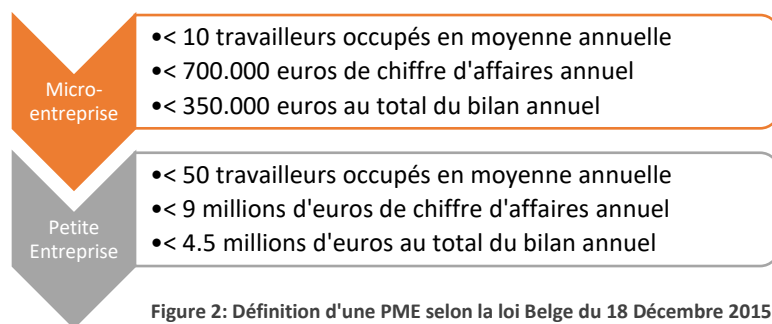 Micro-
entreprise
•< 10 travailleurs occupés en moyenne annuelle
•< 700.000 euros de chiffre d'affaires annuel
•< 350.000 euros au total du bilan annuel
Petite
Entreprise
•< 50 travailleurs occupés en moyenne annuelle
•< 9 millions d'euros de chiffre d'affaires annuel
•< 4.5 millions d'euros au total du bilan annuel
Figure 2: Définition d'une PME selon la loi Belge du 18 Décembre 2015